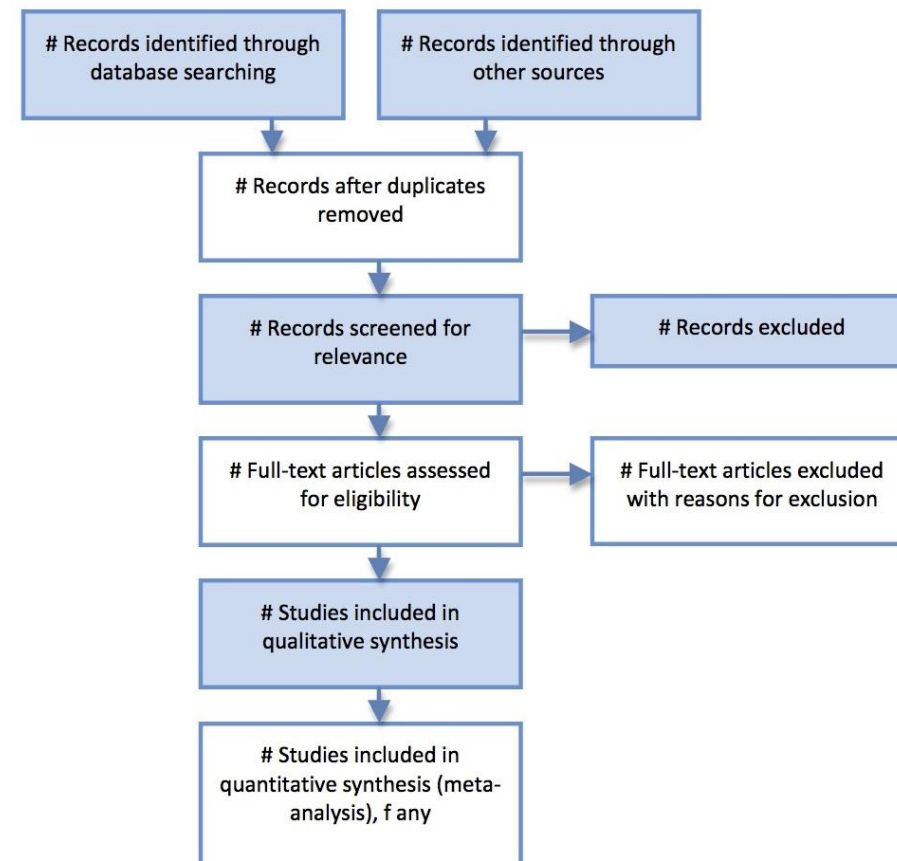 # Records identified through
database searching
# Records identified through
other sources
# Records after duplicates
removed
# Records screened for
relevance
# Records excluded
# Full-text articles assessed
for eligibility
# Full-text articles excluded
with reasons for exclusion
# Studies included in
qualitative synthesis
# Studies included in
quantitative synthesis (meta-
analysis), f any